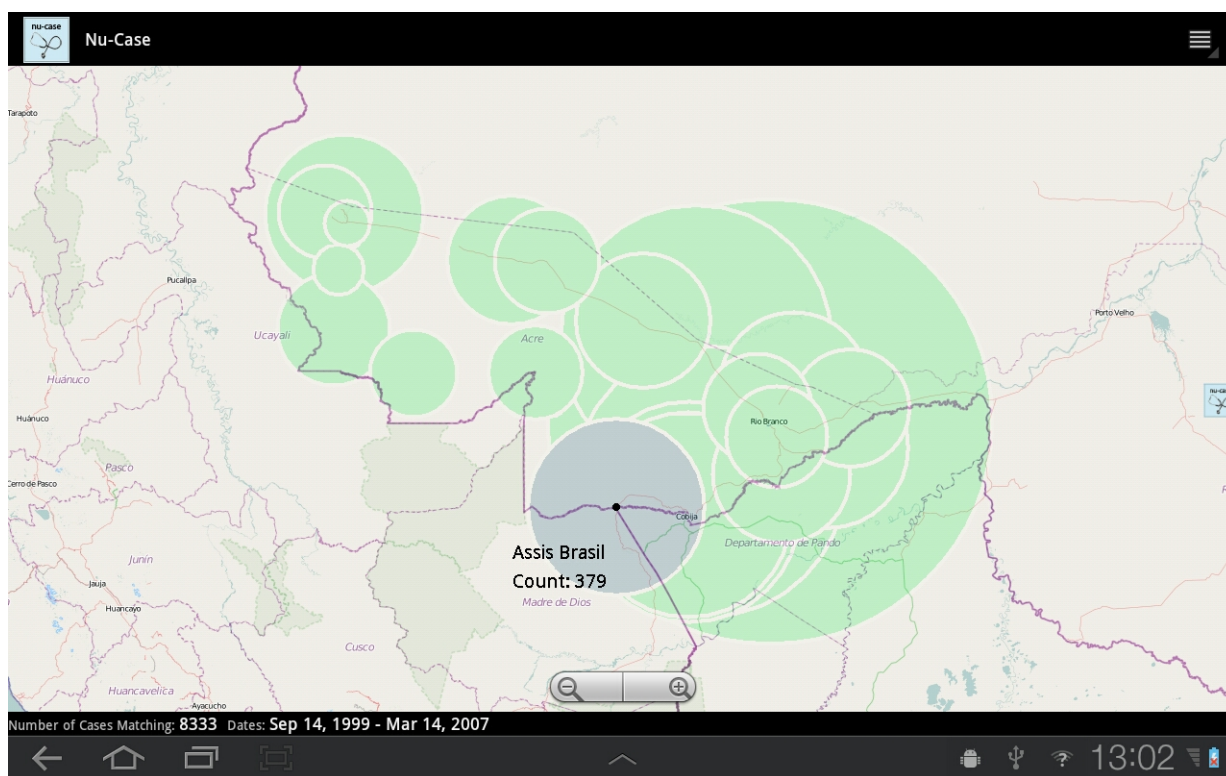 nu-case
Nu-Case
Tarapoto
Pucallpa
Ucayali
Acre
Porto Velho
Huánuco
Huánuco
Rio Branco
Pasco
Cerro de Pasco
Cobija
Departamento de Pando
Assis Brasil
Junín
Count: 379
Jauja
Madre de Dios
Huancayo
Cusco
Huancavelica
Ayacucho
Number of Cases Matching: 8333 Dates: Sep 14, 1999 - Mar 14, 2007
13:02